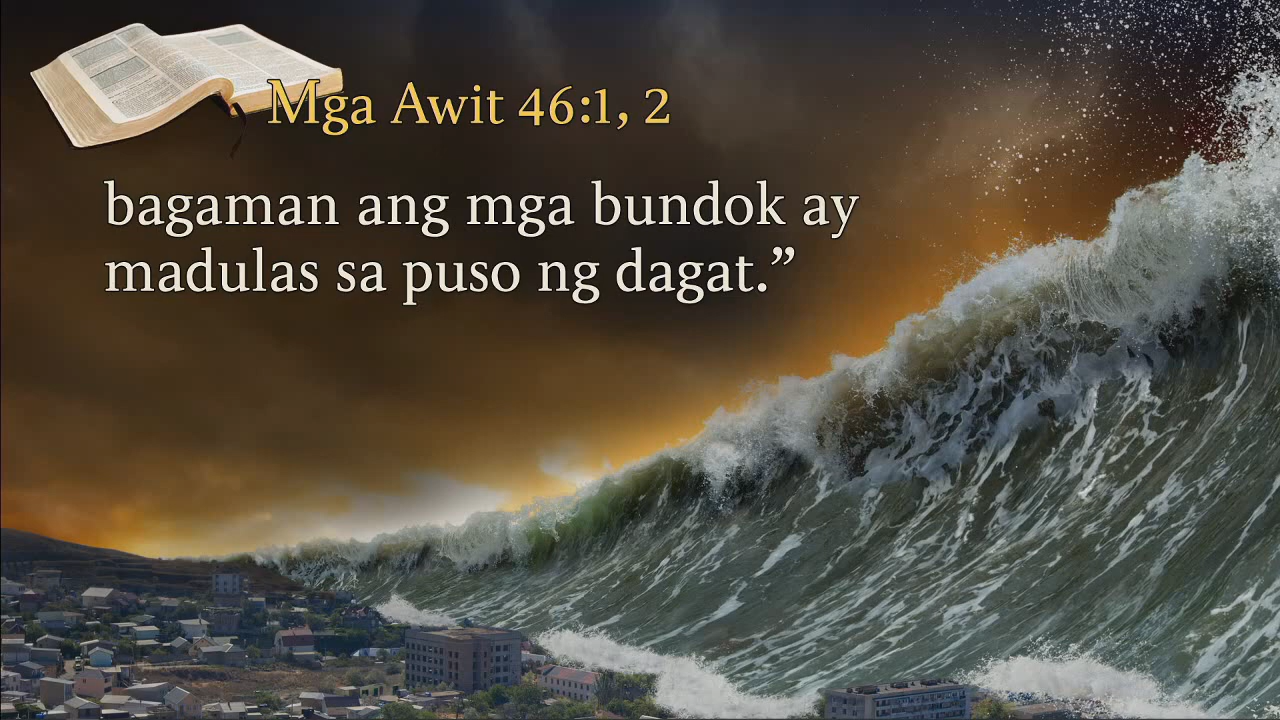 Mga Awit 46:1, 2
bagaman ang mga bundok ay
madulas sa puso ng dagat.”